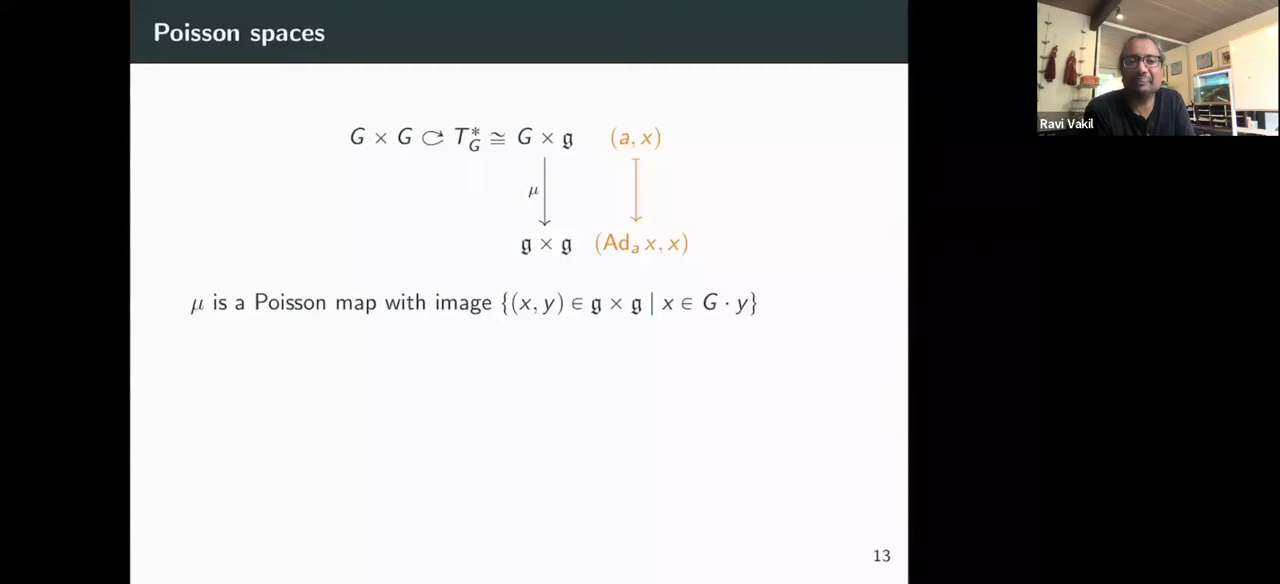 Poisson spaces
G × G ⟳ T*_G ≅ G × 𝔤 (a, x)
μ
𝔤 × 𝔤 (Ad_a x, x)
μ is a Poisson map with image {(x, y) ∈ 𝔤 × 𝔤 | x ∈ G · y}
13
Ravi Vakil